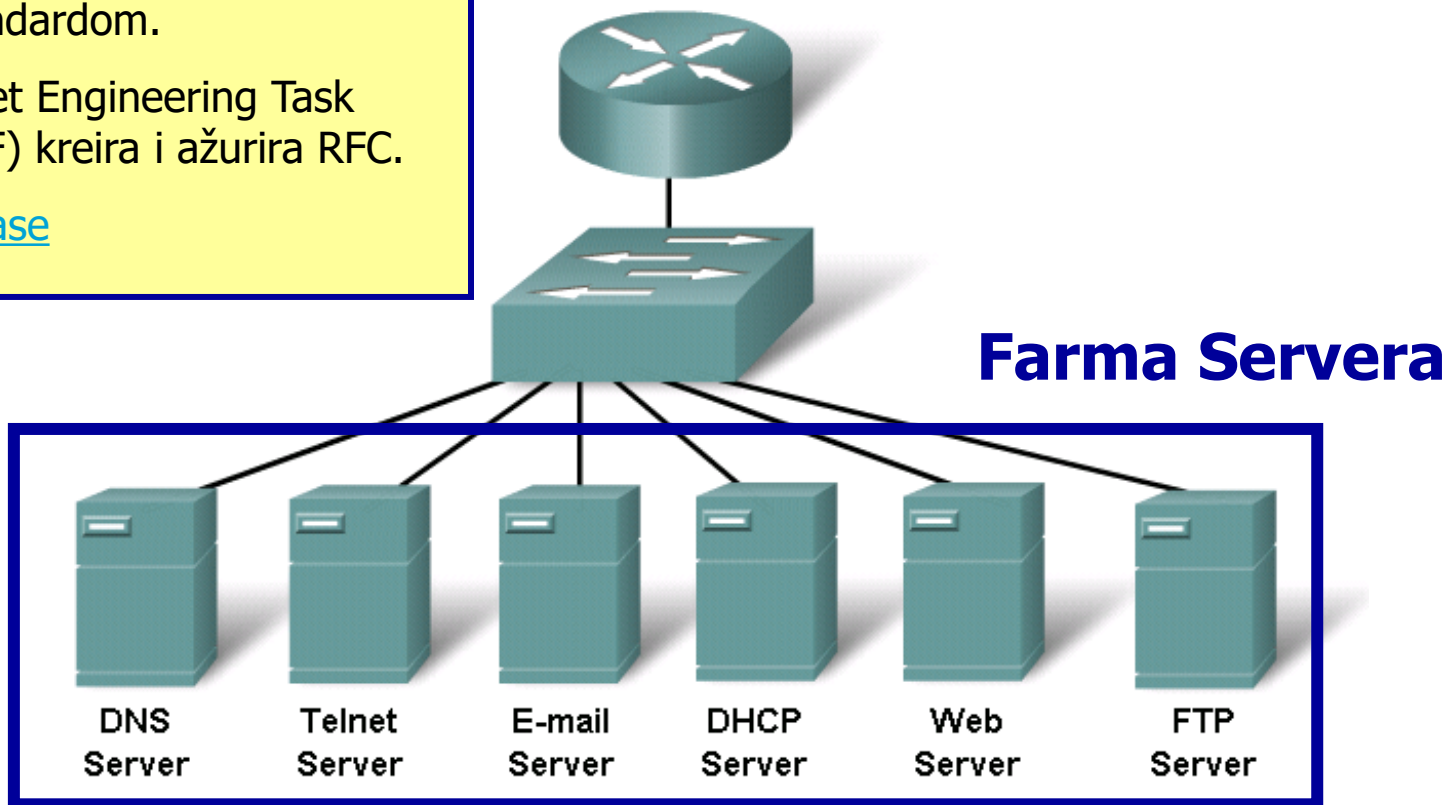 ndardom.
et Engineering Task
F) kreira i ažurira RFC.
ase
Farma Servera
DNS Server
Telnet Server
E-mail Server
DHCP Server
Web Server
FTP Server